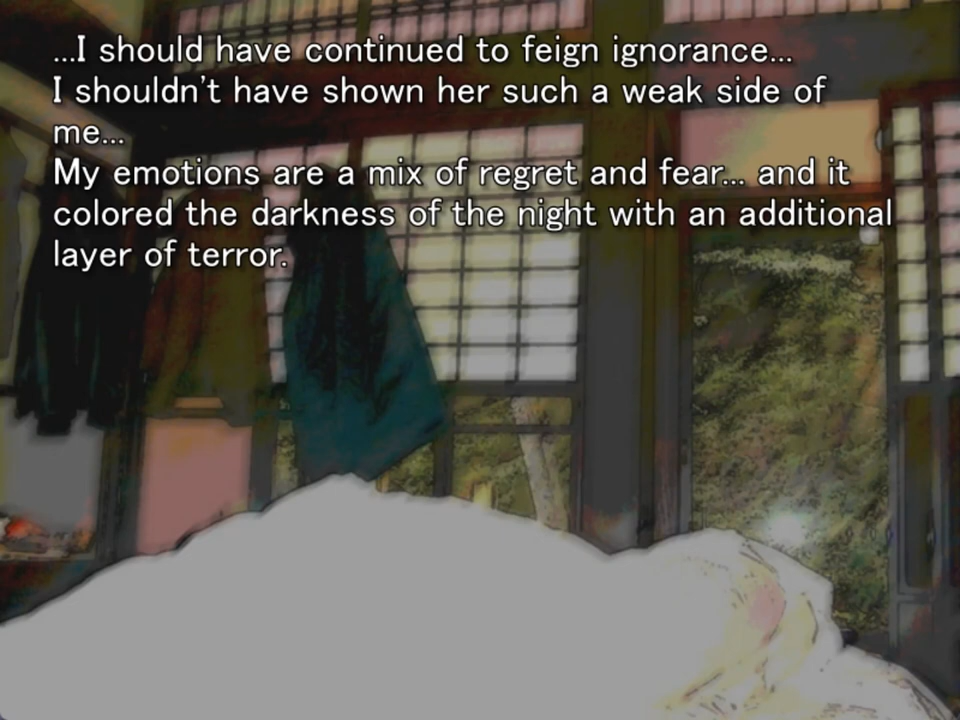 ...I should have continued to feign ignorance...
I shouldn't have shown her such a weak side of
me...
My emotions are a mix of regret and fear... and it
colored the darkness of the night with an additional
layer of terror.